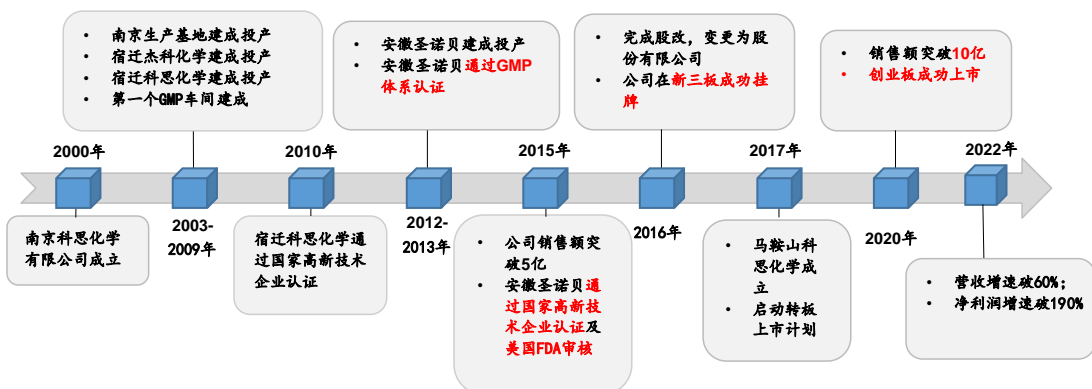 • 南京生产基地建成投产
• 宿迁杰科化学建成投产
• 宿迁科思化学建成投产
• 第一个GMP车间建成
• 安徽圣诺贝建成投产
• 安徽圣诺贝通过GMP
体系认证
• 完成股改，变更为股
份有限公司
• 公司在新三板成功挂
牌
• 销售额突破10亿
• 创业板成功上市
2000年
2010年
2015年
2017年
2022年
2003-
2009年
2012-
2013年
2016年
2020年
南京科思化学
有限公司成立
宿迁科思化学通
过国家高新技术
企业认证
• 公司销售额突
破5亿
• 安徽圣诺贝通
过国家高新技
术企业认证及
美国FDA审核
• 马鞍山科
思化学成
立
• 启动转板
上市计划
• 营收增速破60%；
• 净利润增速破190%